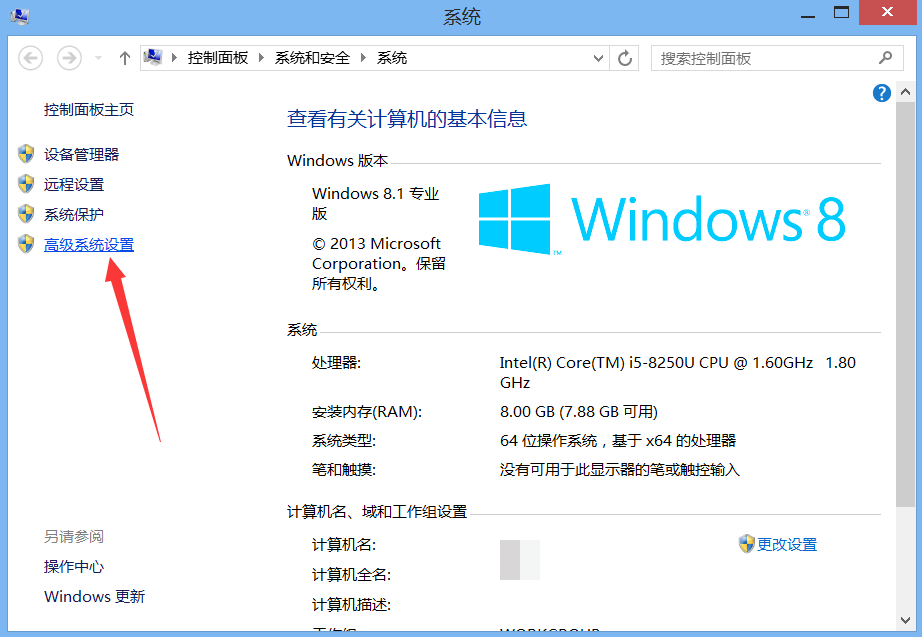 系统
控制面板 系统和安全 系统
搜索控制面板
控制面板主页
设备管理器
远程设置
系统保护
高级系统设置
查看有关计算机的基本信息
Windows 版本
Windows 8.1 专业
版
© 2013 Microsoft
Corporation。保留
所有权利。
Windows® 8
™
系统
处理器: Intel(R) Core(TM) i5-8250U CPU @ 1.60GHz 1.80
GHz
安装内存(RAM): 8.00 GB (7.88 GB 可用)
系统类型: 64 位操作系统，基于 x64 的处理器
笔和触摸: 没有可用于此显示器的笔或触控输入
计算机名、域和工作组设置
计算机名:
更改设置
计算机全名:
计算机描述:
工作组: WORKGROUP
另请参阅
操作中心
Windows 更新